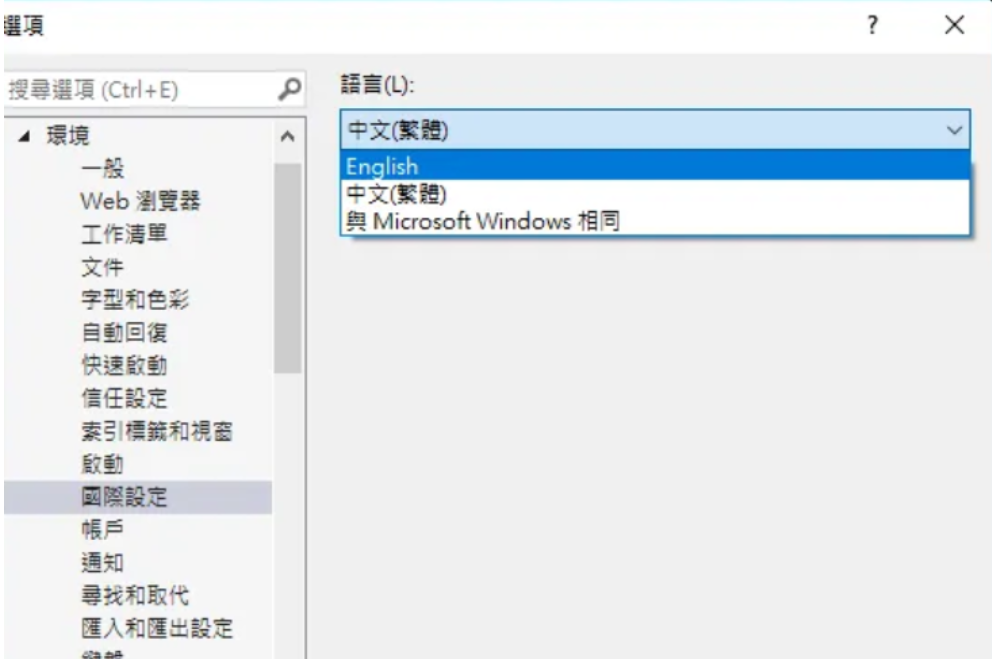 選項
?
搜尋選項 (Ctrl+E)
環境
一般
Web 瀏覽器
工作清單
文件
字型和色彩
自動回復
快速啟動
信任設定
索引標籤和視窗
啟動
國際設定
帳戶
通知
尋找和取代
匯入和匯出設定
語言(L):
中文(繁體)
English
中文(繁體)
與 Microsoft Windows 相同